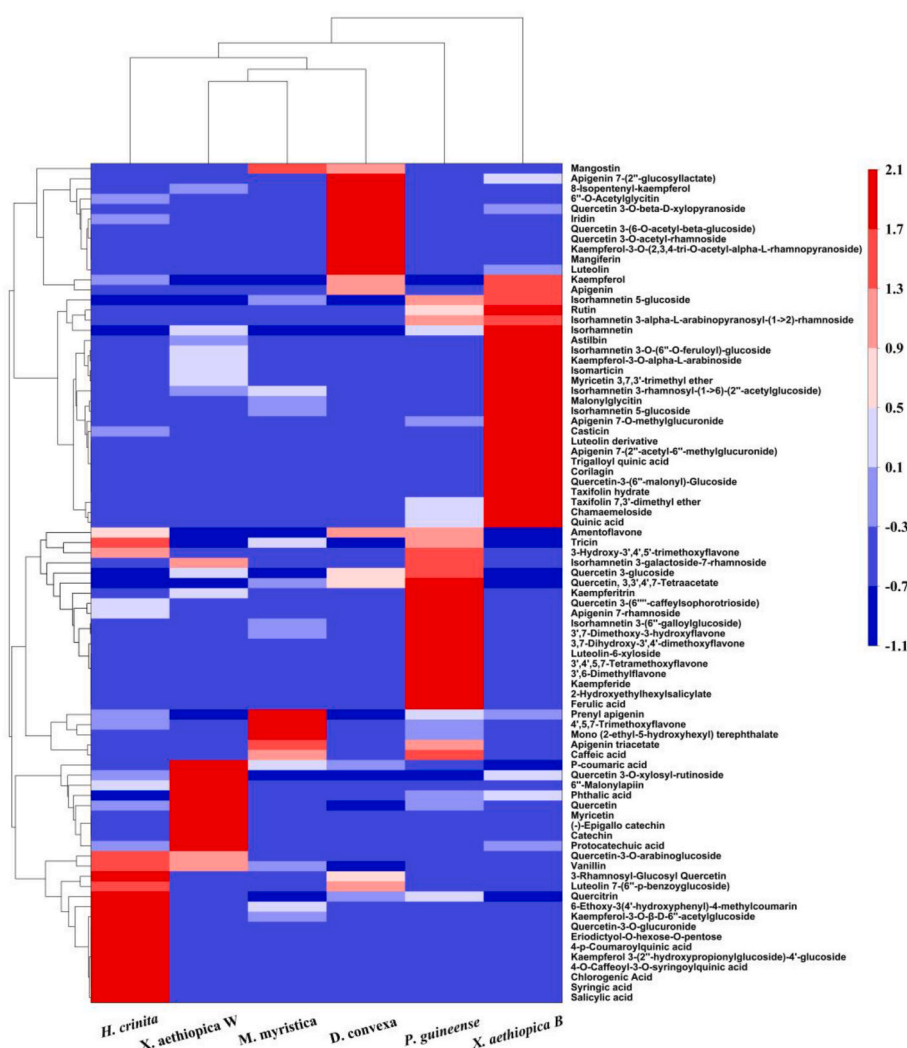 Mangostin
Apigenin 7-(2"-glucosyllactate)
8-Isopentenyl-kaempferol
6"-O-Acetylglycitin
Quercetin 3-O-beta-D-xylopyranoside
Iridin
Quercetin 3-(6-O-acetyl-beta-glucoside)
Quercetin 3-O-acetyl-rhamnoside
Kaempferol-3-O-(2,3,4-tri-O-acetyl-alpha-L-rhamnopyranoside)
Mangiferin
Luteolin
Kaempferol
Apigenin
Isorhamnetin 5-glucoside
Rutin
Isorhamnetin 3-alpha-L-arabinopyranosyl-(1->2)-rhamnoside
Isorhamnetin
Astilbin
Isorhamnetin 3-O-(6"-O-feruloyl)-glucoside
Kaempferol-3-O-alpha-L-arabinoside
Isomarticin
Myricetin 3,7,3'-trimethyl ether
Isorhamnetin 3-rhamnosyl-(1->6)-(2"-acetylglucoside)
Malonylglycitin
Isorhamnetin 5-glucoside
Apigenin 7-O-methylglucuronide
Casticin
Luteolin derivative
Apigenin 7-(2"-acetyl-6"-methylglucuronide)
Trigalloyl quinic acid
Corilagin
Quercetin-3-(6"-malonyl)-Glucoside
Taxifolin hydrate
Taxifolin 7,3'-dimethyl ether
Chamaemeloside
Quinic acid
Amentoflavone
Tricin
3-Hydroxy-3',4',5'-trimethoxyflavone
Isorhamnetin 3-galactoside-7-rhamnoside
Quercetin 3-glucoside
Quercetin, 3,3',4',7-Tetraacetate
Kaempferitrin
Quercetin 3-(6""-caffeylsophorotrioside)
Apigenin 7-rhamnoside
Isorhamnetin 3-(6"-galloylglucoside)
3',7-Dimethoxy-3-hydroxyflavone
3,7-Dihydroxy-3',4'-dimethoxyflavone
Luteolin-6-xyloside
3',4',5,7-Tetramethoxyflavone
3',6-Dimethylflavone
Kaempferide
2-Hydroxyethylhexylsalicylate
Ferulic acid
Prenyl apigenin
4',5,7-Trimethoxyflavone
Mono (2-ethyl-5-hydroxyhexyl) terephthalate
Apigenin triacetate
Caffeic acid
P-coumaric acid
Quercetin 3-O-xylosyl-rutinoside
6"-Malonylapiin
Phthalic acid
Quercetin
Myricetin
(-)-Epigallo catechin
Catechin
Protocatechuic acid
Quercetin-3-O-arabinoglucoside
Vanillin
3-Rhamnosyl-Glucosyl Quercetin
Luteolin 7-(6"-p-benzoyglucoside)
Quercitrin
6-Ethoxy-3(4'-hydroxyphenyl)-4-methylcoumarin
Kaempferol-3-O-β-D-6"-acetylglucoside
Quercetin-3-O-glucuronide
Eriodictyol-O-hexose-O-pentose
4-p-Coumaroylquinic acid
Kaempferol 3-(2"-hydroxypropionylglucoside)-4'-glucoside
4-O-Caffeoyl-3-O-syringoylquinic acid
Chlorogenic Acid
Syringic acid
Salicylic acid
2.1
1.7
1.3
0.9
0.5
0.1
-0.3
-0.7
-1.1
H. crinita
X. aethiopica W
M. myristica
D. convexa
P. guineense
X. aethiopica B